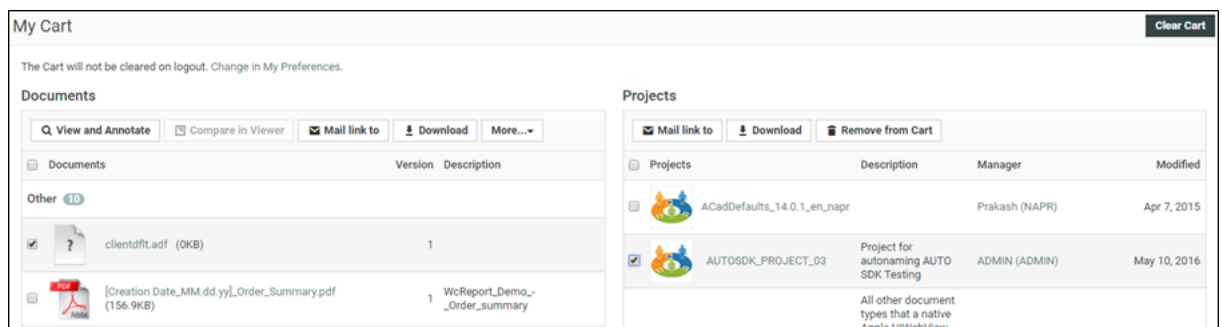 My Cart
Clear Cart
The Cart will not be cleared on logout. Change in My Preferences.
Documents
View and Annotate
Compare in Viewer
Mail link to
Download
More...
Documents
Version
Description
Other 10
?
clientdflt.adf (0KB)
1
PDF
Adobe
[Creation Date_MM.dd.yy]_Order_Summary.pdf
(156.9KB)
1
WcReport_Demo_-
_Order_summary
Projects
Mail link to
Download
Remove from Cart
Projects
Description
Manager
Modified
ACadDefaults_14.0.1_en_napr
Prakash (NAPR)
Apr 7, 2015
AUTOSDK_PROJECT_03
Project for
autonaming AUTO
SDK Testing
ADMIN (ADMIN)
May 10, 2016
All other document
types that a native
Apple UIWebView